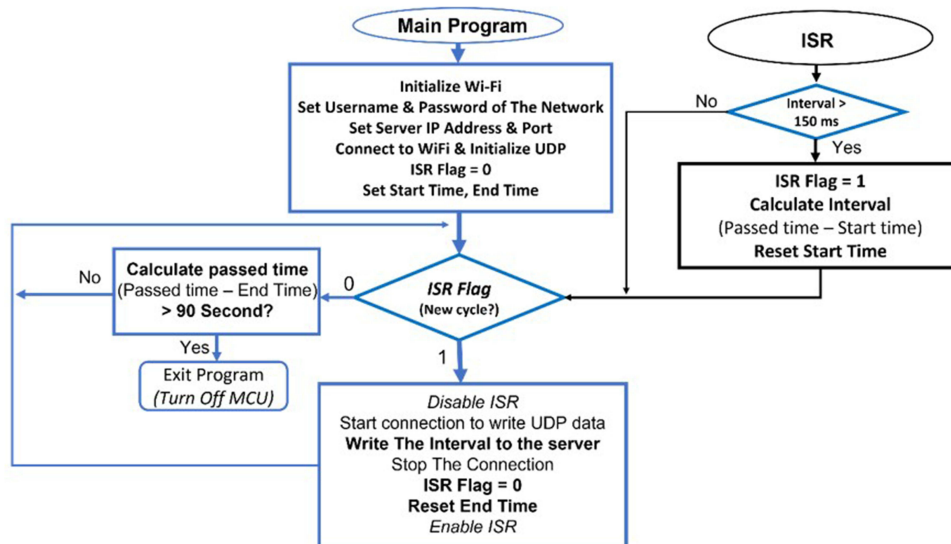 Main Program
Initialize Wi-Fi
Set Username & Password of The Network
Set Server IP Address & Port
Connect to WiFi & Initialize UDP
ISR Flag = 0
Set Start Time, End Time
ISR
Interval >
150 ms
No
Yes
ISR Flag = 1
Calculate Interval
(Passed time – Start time)
Reset Start Time
ISR Flag
(New cycle?)
0
1
Calculate passed time
(Passed time – End Time)
> 90 Second?
No
Yes
Exit Program
(Turn Off MCU)
Disable ISR
Start connection to write UDP data
Write The Interval to the server
Stop The Connection
ISR Flag = 0
Reset End Time
Enable ISR